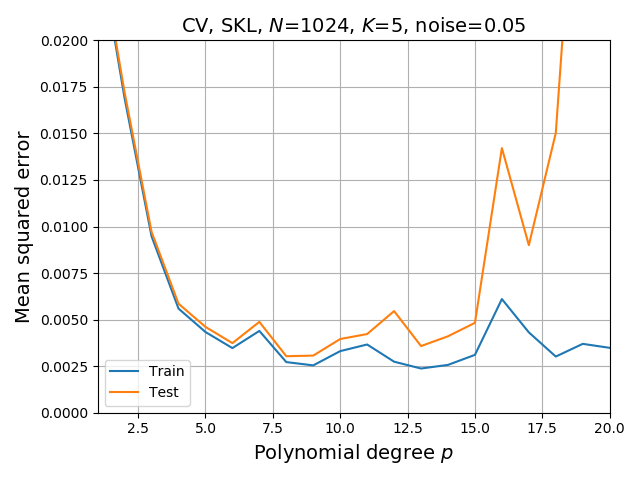 CV, SKL, N=1024, K=5, noise=0.05
0.0200
0.0175
0.0150
0.0125
0.0100
0.0075
0.0050
0.0025
0.0000
Mean squared error
Train
Test
2.5 5.0 7.5 10.0 12.5 15.0 17.5 20.0
Polynomial degree p